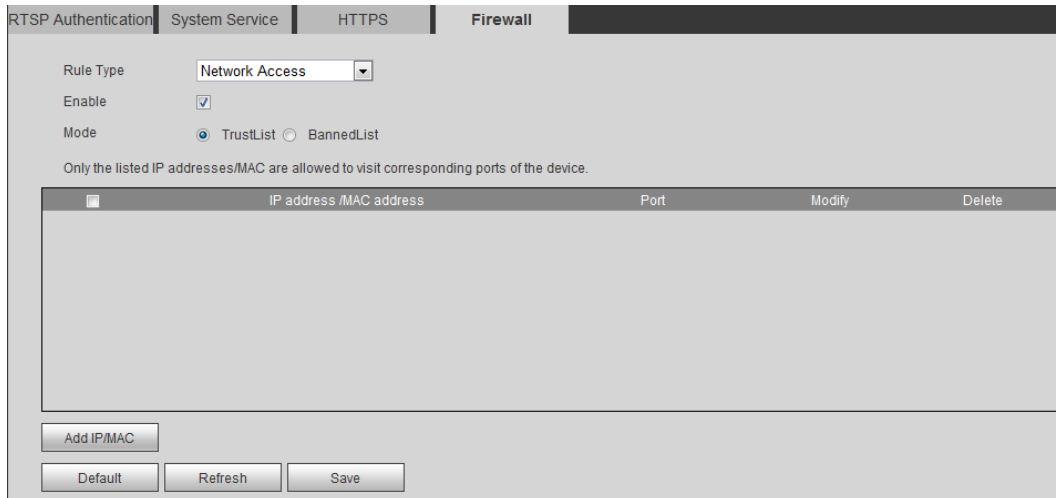 RTSP Authentication System Service HTTPS Firewall
Rule Type Network Access
Enable
Mode TrustList BannedList
Only the listed IP addresses/MAC are allowed to visit corresponding ports of the device.
IP address /MAC address Port Modify Delete
Add IP/MAC
Default Refresh Save